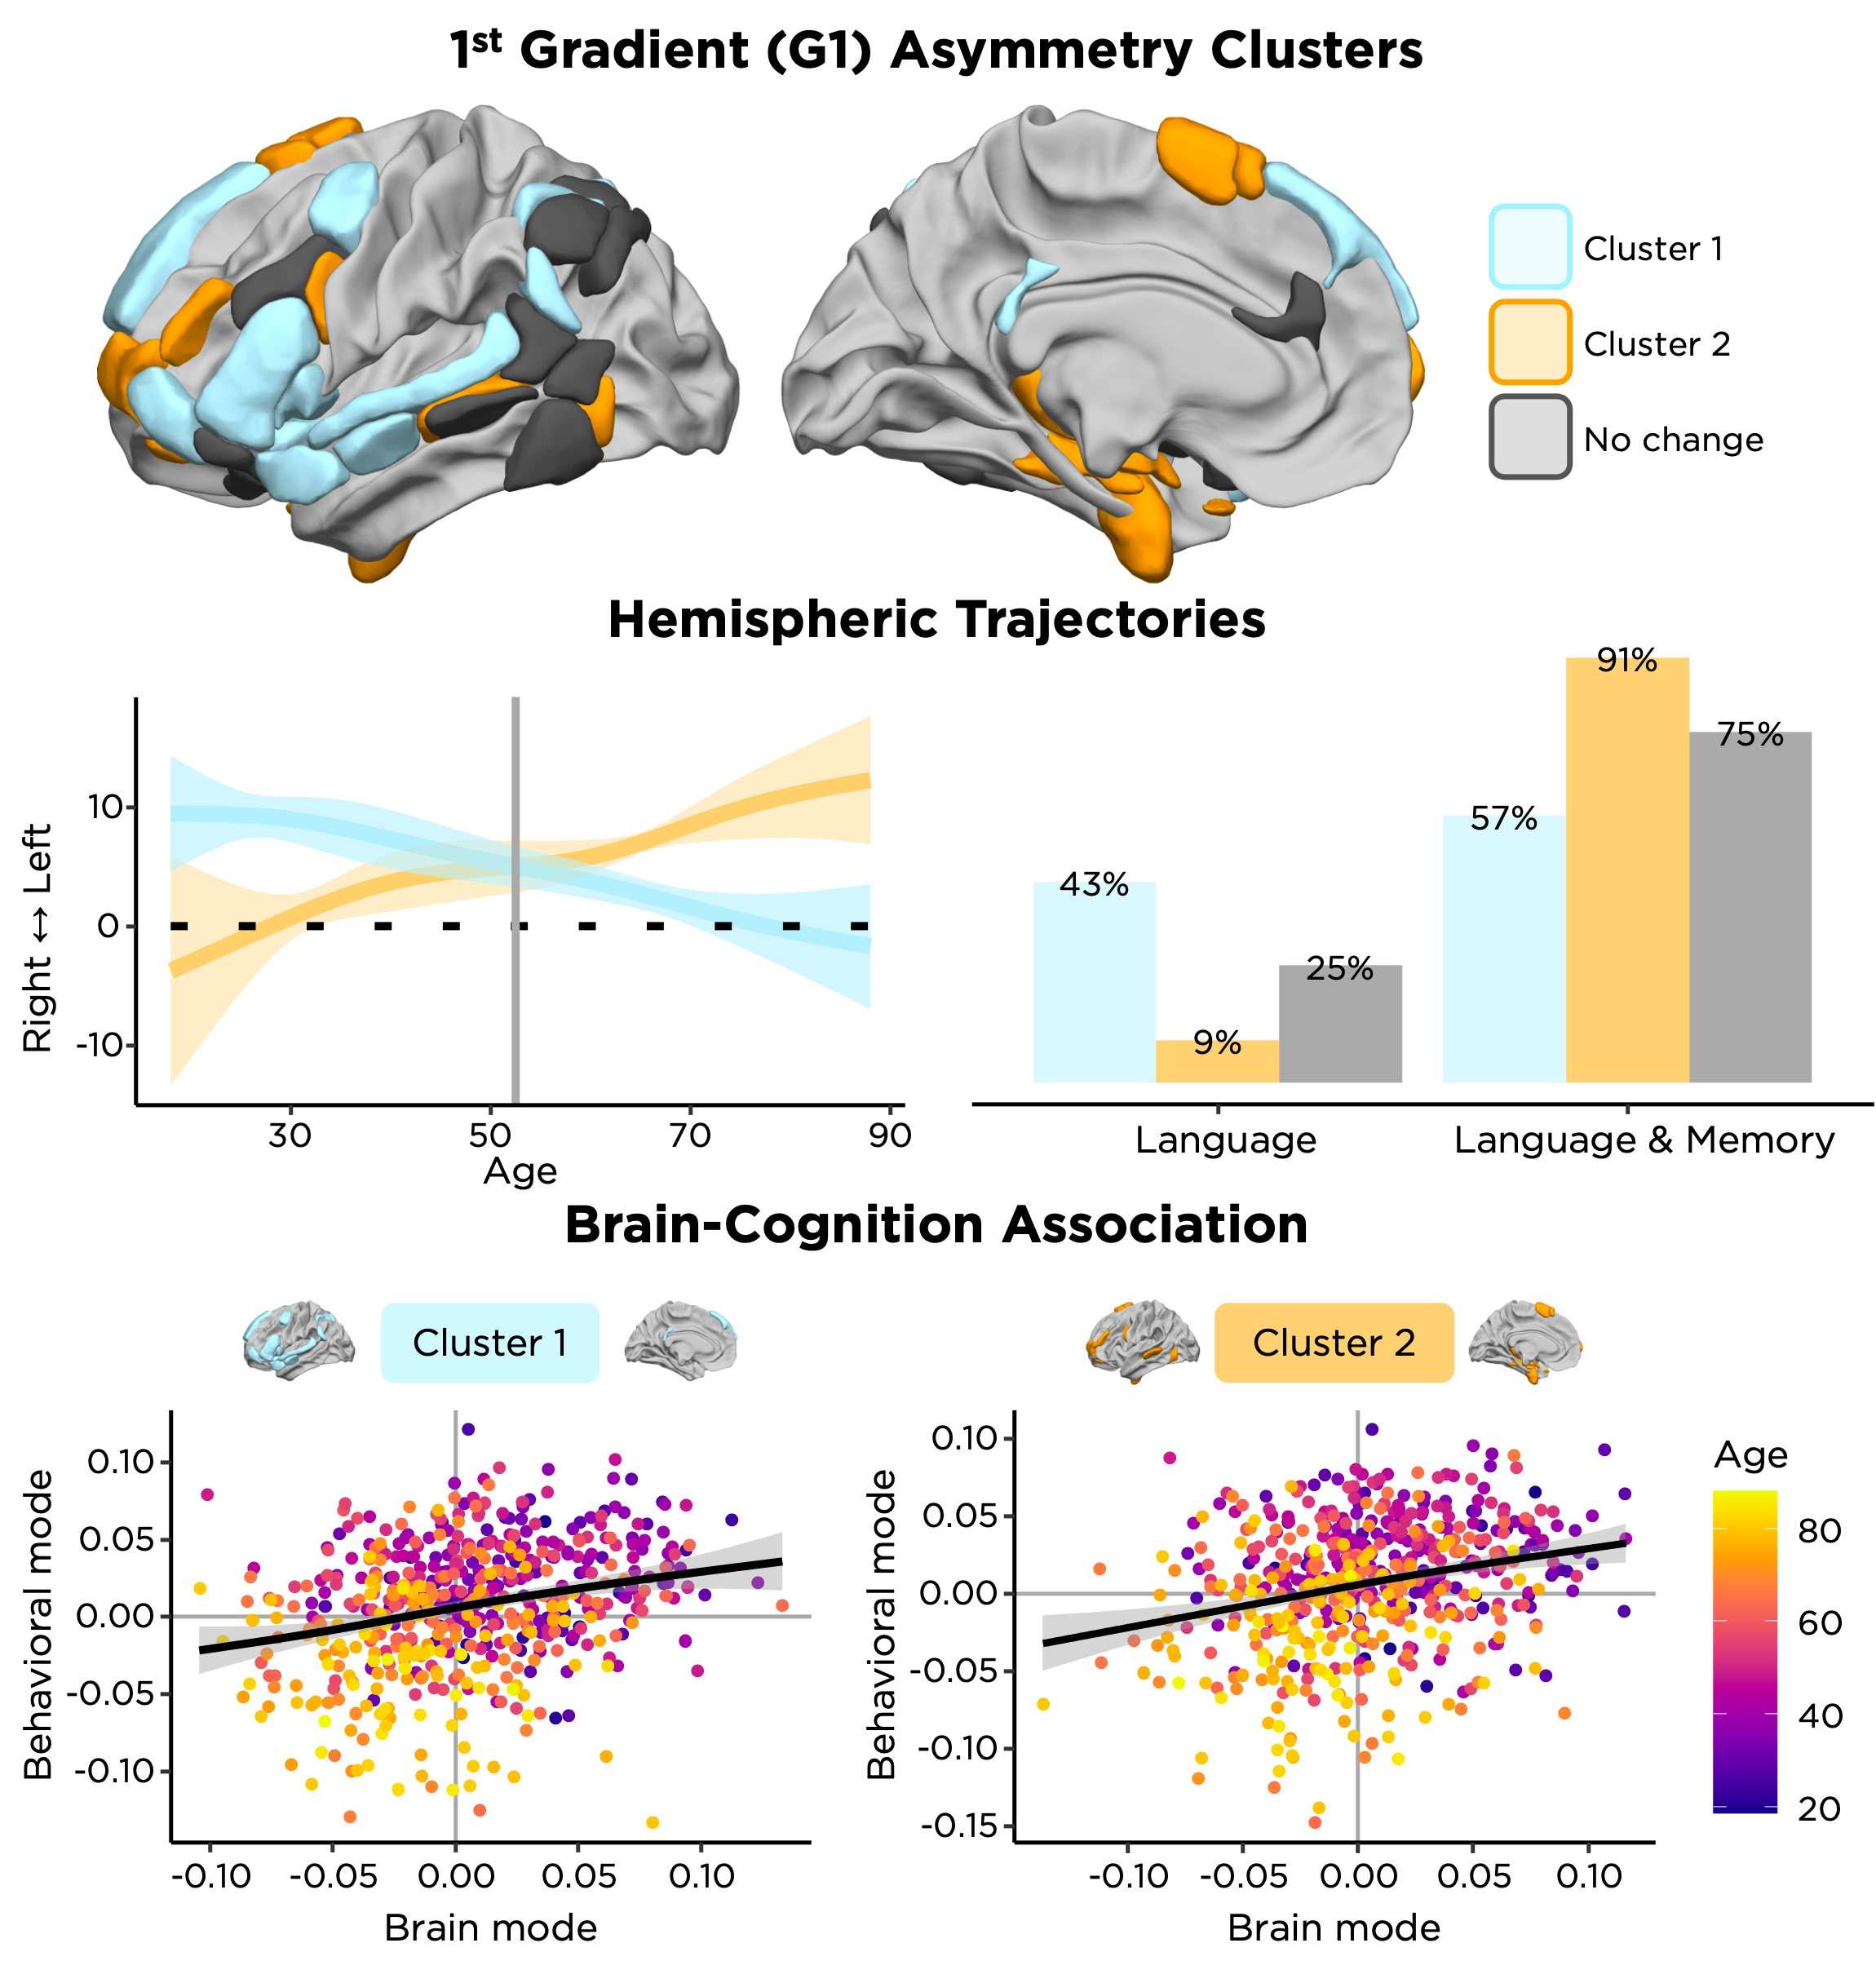 1st Gradient (G1) Asymmetry Clusters
Cluster 1
Cluster 2
No change
Hemispheric Trajectories
Right ↔ Left
10
0
-10
30
50
70
90
Age
43%
9%
25%
57%
91%
75%
Language
Language & Memory
Brain-Cognition Association
Cluster 1
Cluster 2
Behavioral mode
0.10
0.05
0.00
-0.05
-0.10
-0.10
-0.05
0.00
0.05
0.10
Brain mode
Behavioral mode
0.10
0.05
0.00
-0.05
-0.10
-0.15
-0.10
-0.05
0.00
0.05
0.10
Brain mode
Age
80
60
40
20